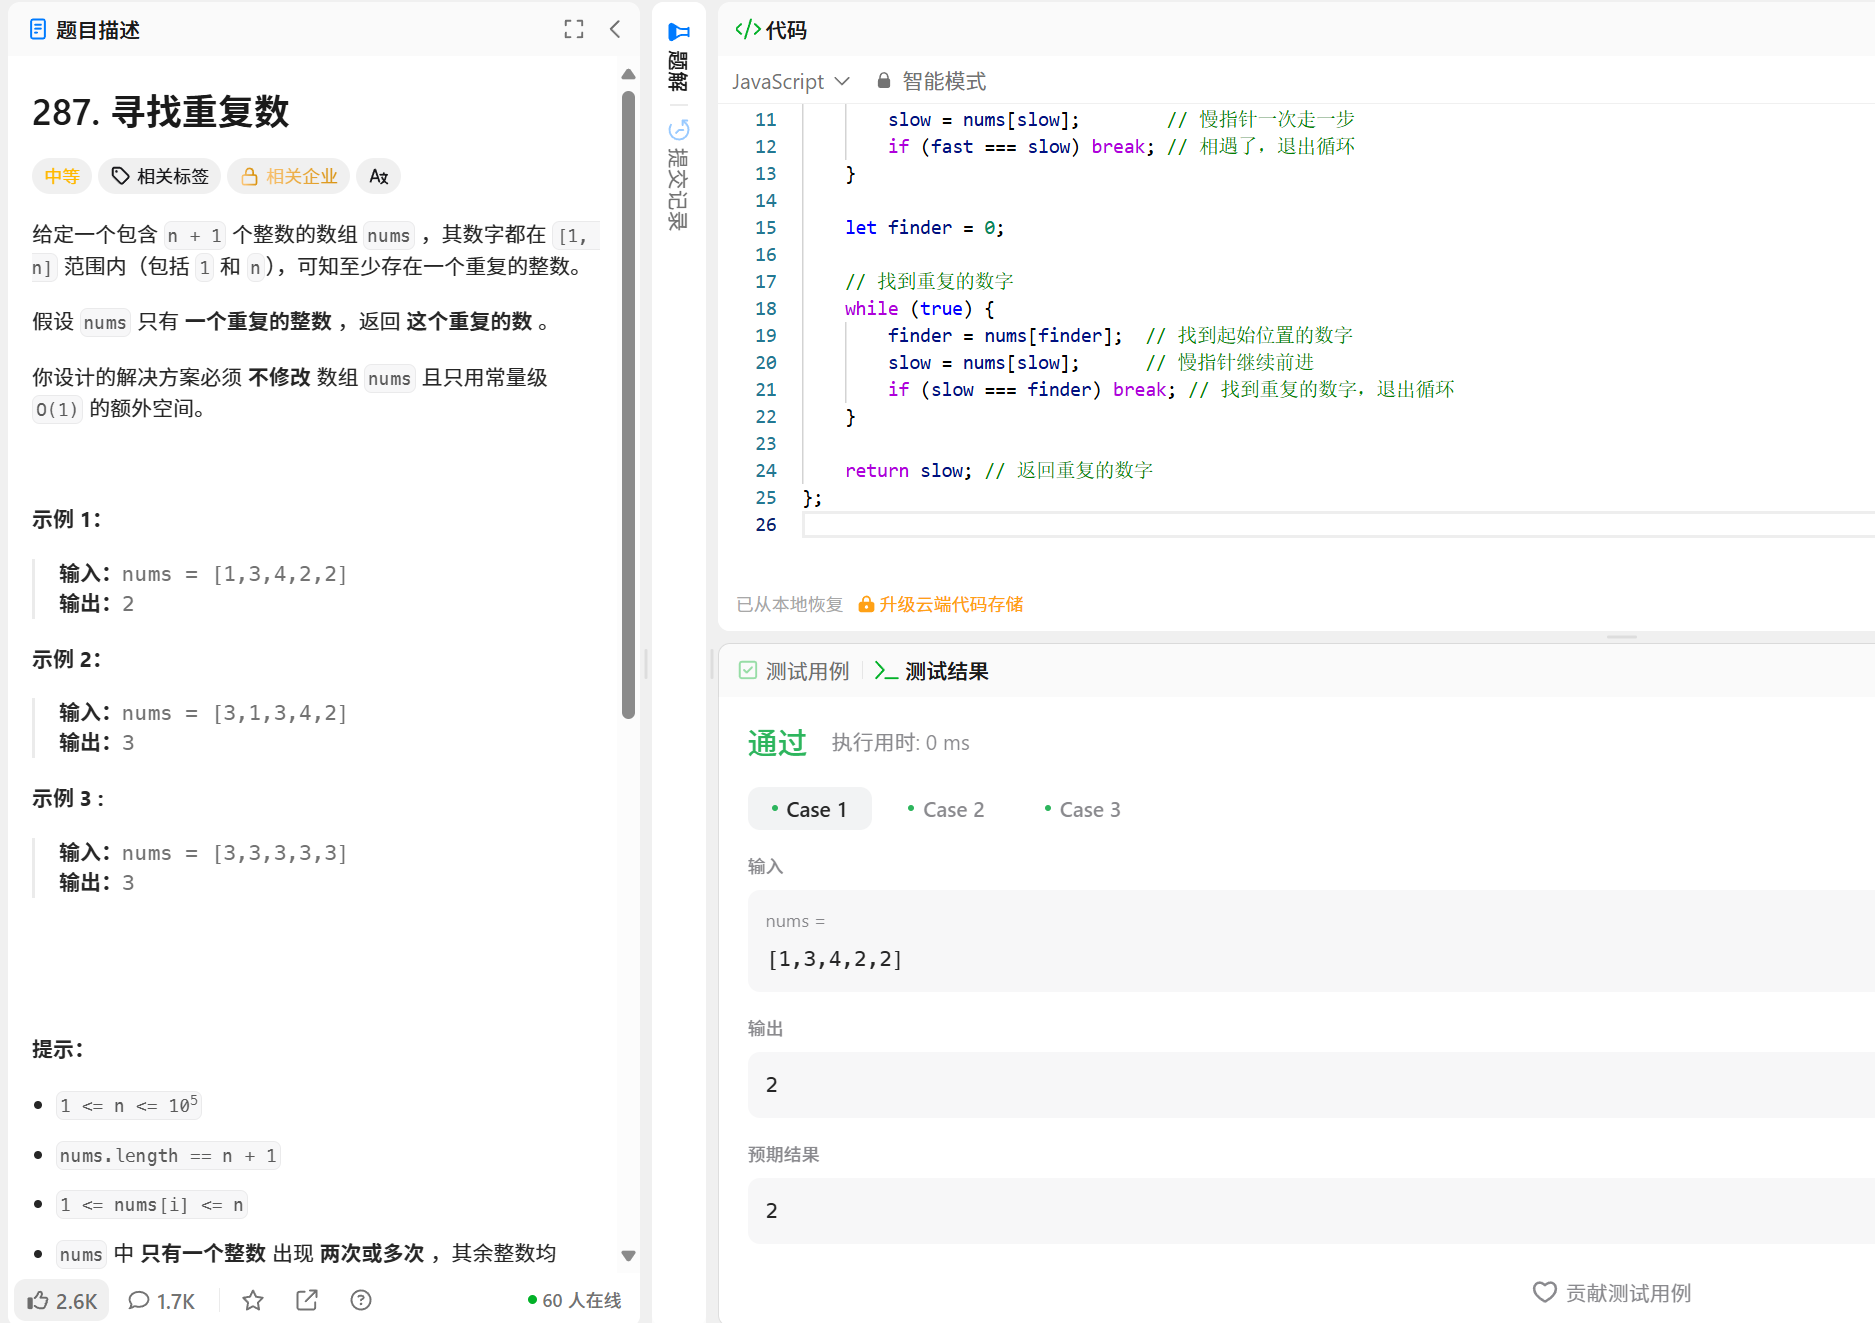 题目描述
287. 寻找重复数
中等 相关标签 相关企业 Aあ
给定一个包含 n + 1 个整数的数组 nums ，其数字都在 [1,
n] 范围内（包括 1 和 n），可知至少存在一个重复的整数。
假设 nums 只有 一个重复的整数 ，返回 这个重复的数 。
你设计的解决方案必须 不修改 数组 nums 且只用常量级
O(1) 的额外空间。
示例 1：
输入：nums = [1,3,4,2,2]
输出：2
示例 2：
输入：nums = [3,1,3,4,2]
输出：3
示例 3 :
输入：nums = [3,3,3,3,3]
输出：3
提示：
1 <= n <= 10⁵
nums.length == n + 1
1 <= nums[i] <= n
nums 中 只有一个整数 出现 两次或多次 ，其余整数均
2.6K 1.7K 60 人在线
题解
提交记录
</> 代码
JavaScript 智能模式
11 slow = nums[slow]; // 慢指针一次走一步
12 if (fast === slow) break; // 相遇了，退出循环
13 }
14
15 let finder = 0;
16
17 // 找到重复的数字
18 while (true) {
19 finder = nums[finder]; // 找到起始位置的数字
20 slow = nums[slow]; // 慢指针继续前进
21 if (slow === finder) break; // 找到重复的数字，退出循环
22 }
23
24 return slow; // 返回重复的数字
25 };
26
已从本地恢复 升级云端代码存储
测试用例 >_ 测试结果
通过 执行用时: 0 ms
Case 1 Case 2 Case 3
输入
nums =
[1,3,4,2,2]
输出
2
预期结果
2
贡献测试用例